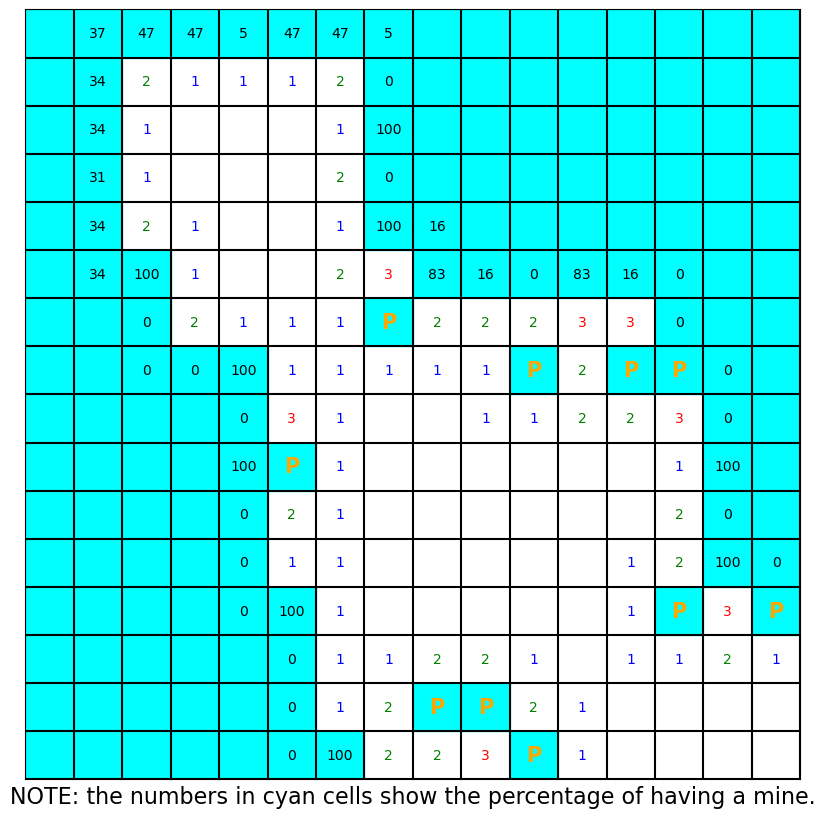 37 47 47 5 47 47 5
34 2 1 1 1 2 0
34 1 1 100
31 1 2 0
34 2 1 1 100 16
34 100 1 2 3 83 16 0 83 16 0
0 2 1 1 1 P 2 2 2 3 3 0
0 0 100 1 1 1 1 1 P 2 P P 0
0 3 1 1 1 2 2 3 0
100 P 1 1 100
0 2 1 2 0
0 1 1 1 2 100 0
0 100 1 1 P 3 P
0 1 1 2 2 1 1 1 2 1
0 1 2 P P 2 1
0 100 2 2 3 P 1
NOTE: the numbers in cyan cells show the percentage of having a mine.